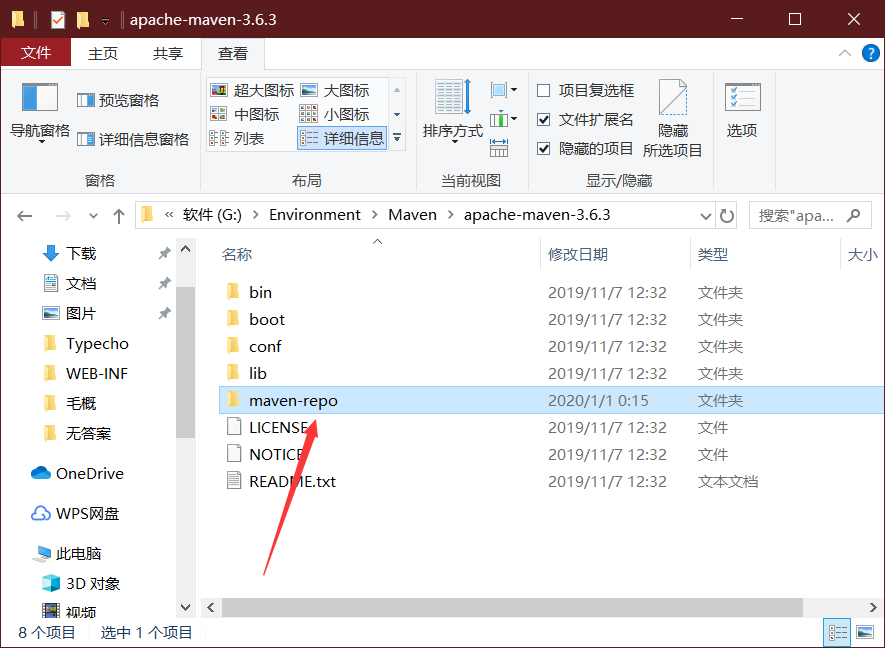 apache-maven-3.6.3
文件 主页 共享 查看
导航窗格 预览窗格 详细信息窗格
窗格
超大图标 大图标
中图标 小图标
列表 详细信息
布局
排序方式
当前视图
项目复选框
文件扩展名
隐藏的项目
隐藏
所选项目
显示/隐藏
选项
« 软件 (G:) > Environment > Maven > apache-maven-3.6.3
搜索"apa...
下载
文档
图片
Typecho
WEB-INF
毛概
无答案
OneDrive
WPS网盘
此电脑
3D 对象
视频
名称 修改日期 类型 大小
bin 2019/11/7 12:32 文件夹
boot 2019/11/7 12:32 文件夹
conf 2019/11/7 12:32 文件夹
lib 2019/11/7 12:32 文件夹
maven-repo 2020/1/1 0:15 文件夹
LICENSE 2019/11/7 12:32 文件
NOTICE 2019/11/7 12:32 文件
README.txt 2019/11/7 12:32 文本文档
8 个项目 选中 1 个项目